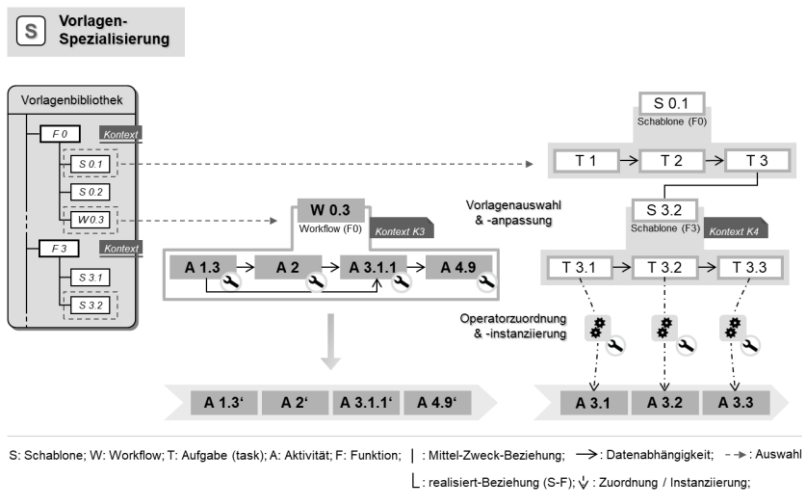 S
Vorlagen-
Spezialisierung
Vorlagenbibliothek
F 0
Kontext
S 0.1
S 0.2
W 0.3
F 3
Kontext
S 3.1
S 3.2
W 0.3
Workflow (F0)
Kontext K3
A 1.3
A 2
A 3.1.1
A 4.9
A 1.3‘
A 2‘
A 3.1.1‘
A 4.9‘
S 0.1
Schablone (F0)
T 1
T 2
T 3
Vorlagenauswahl
& -anpassung
S 3.2
Schablone (F3)
Kontext K4
T 3.1
T 3.2
T 3.3
Operatorzuordnung
& -instanziierung
A 3.1
A 3.2
A 3.3
S: Schablone; W: Workflow; T: Aufgabe (task); A: Aktivität; F: Funktion; : Mittel-Zweck-Beziehung; : Datenabhängigkeit; : Auswahl
: realisiert-Beziehung (S-F); : Zuordnung / Instanziierung;